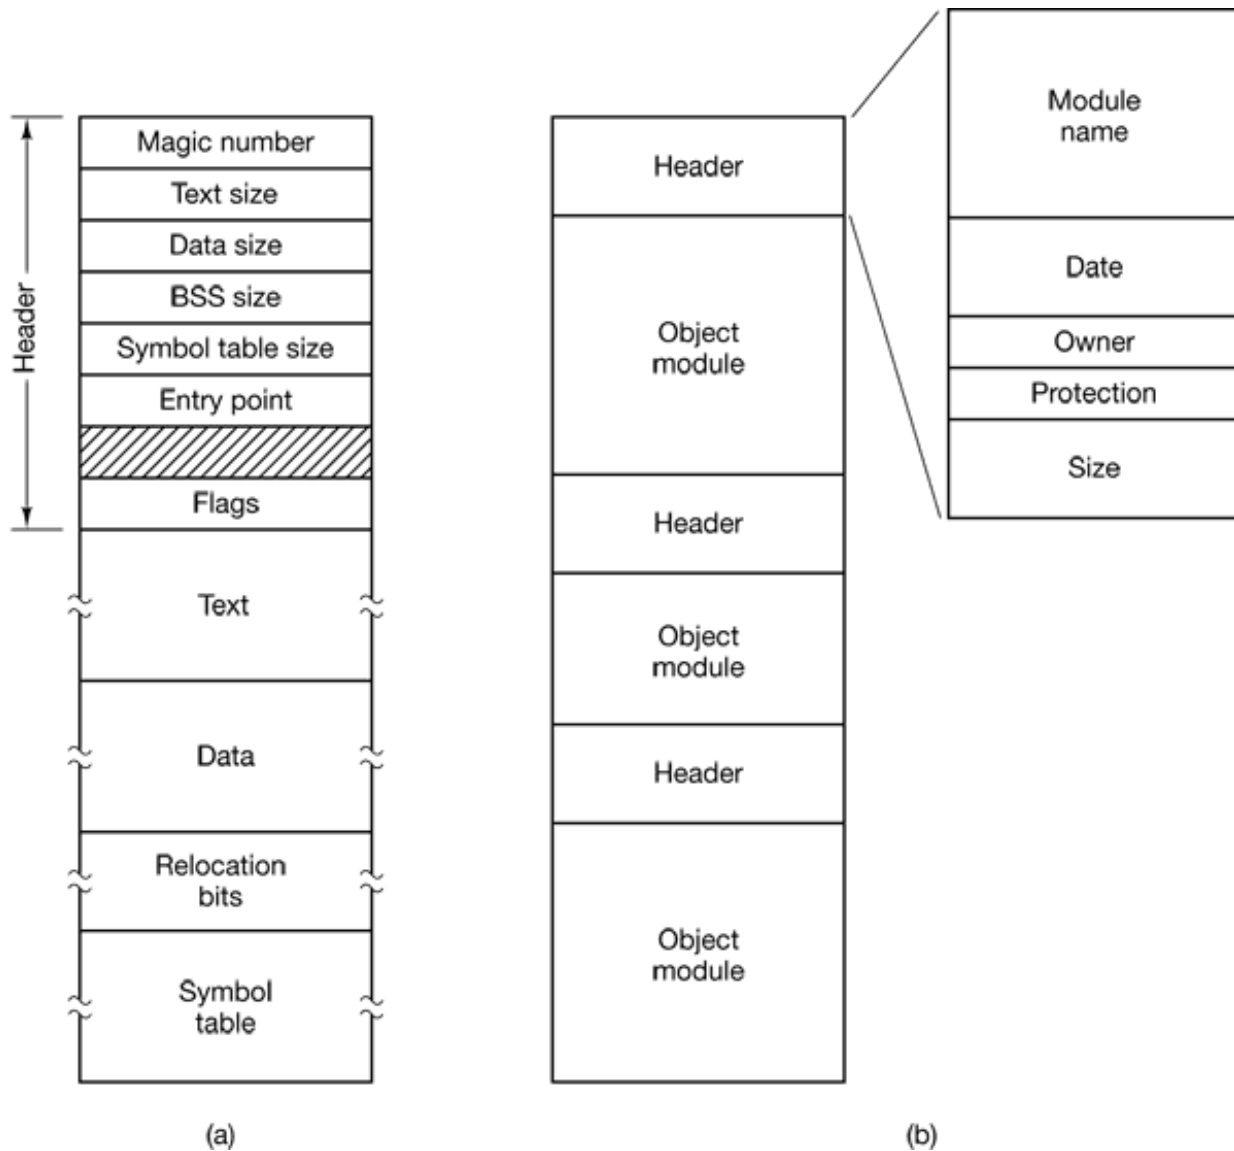 Header
Magic number
Text size
Data size
BSS size
Symbol table size
Entry point
Flags
Text
Data
Relocation
bits
Symbol
table
(a)
Header
Object
module
Header
Object
module
Header
Object
module
Module
name
Date
Owner
Protection
Size
(b)